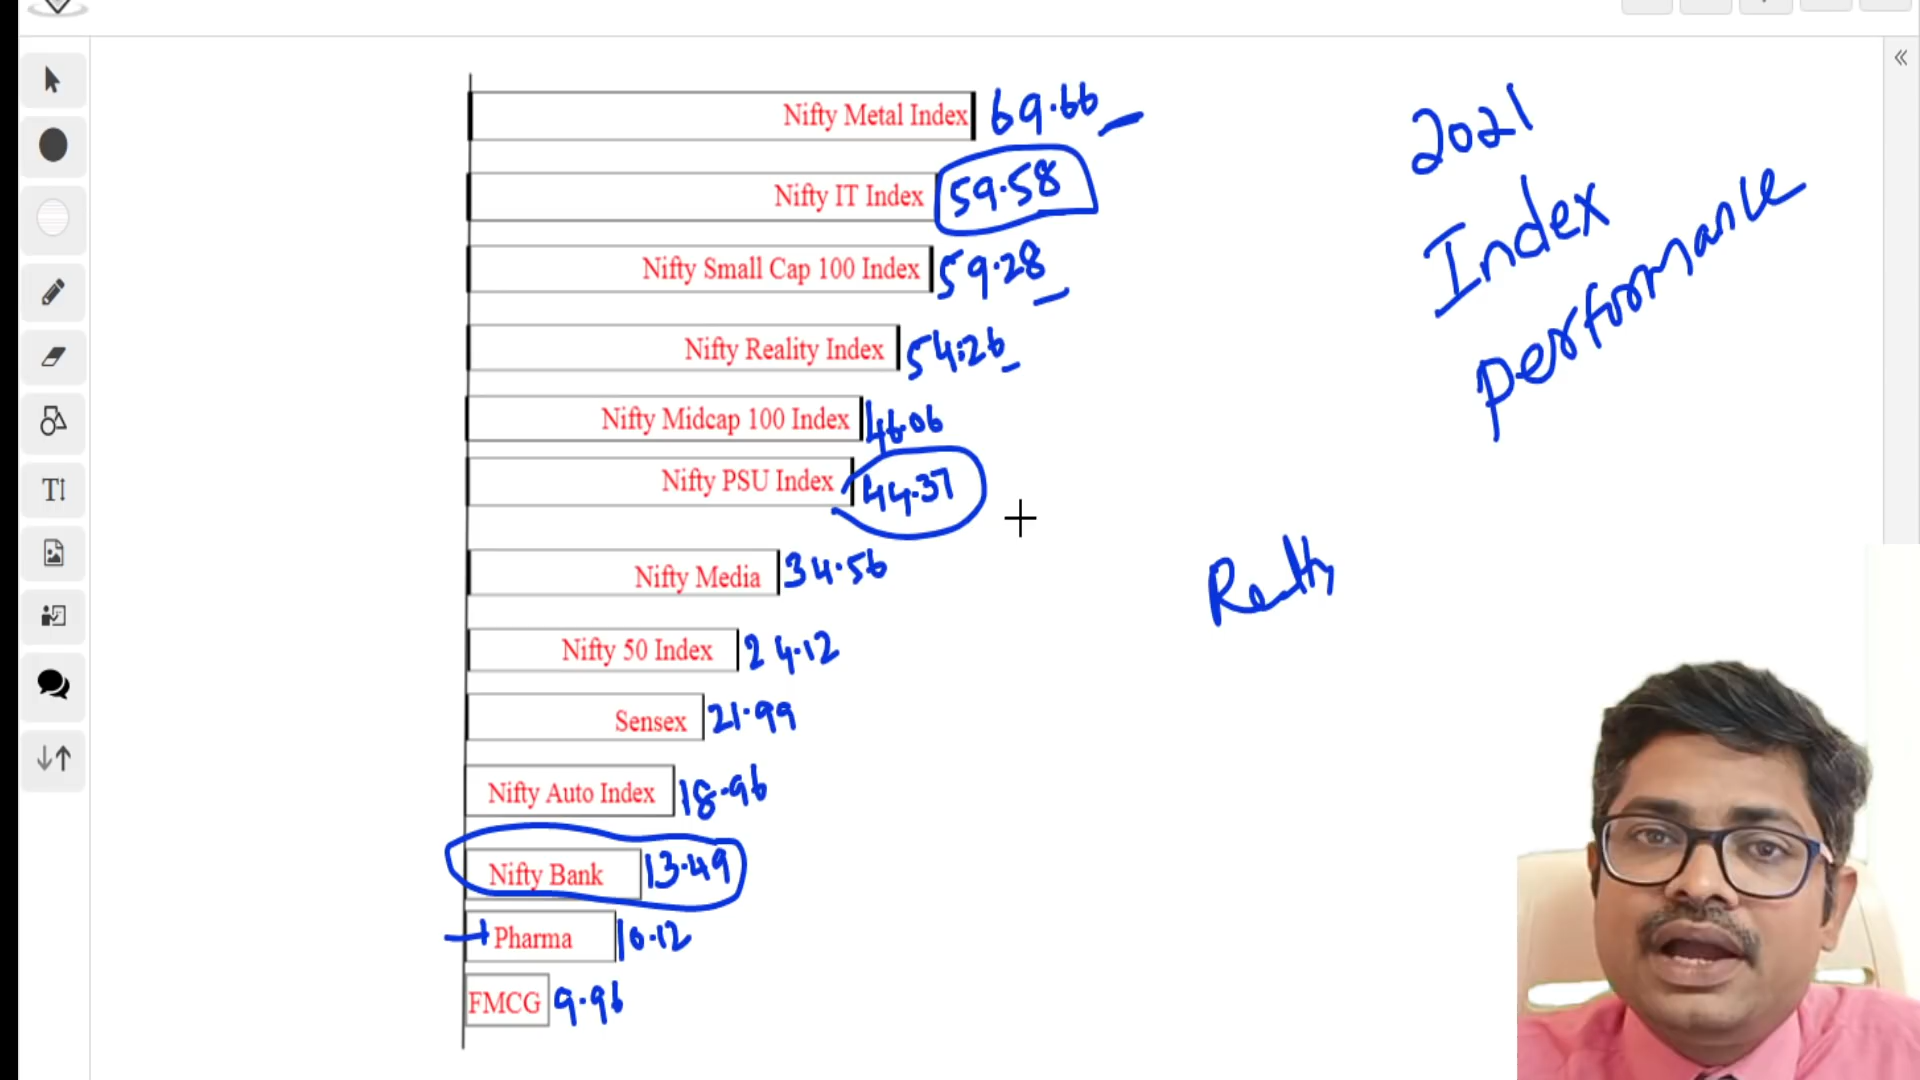 Nifty Metal Index 69.66
Nifty IT Index 59.58
Nifty Small Cap 100 Index 59.28
Nifty Reality Index 54.26
Nifty Midcap 100 Index 46.06
Nifty PSU Index 44.37
Nifty Media 34.56
Nifty 50 Index 24.12
Sensex 21.99
Nifty Auto Index 18.96
Nifty Bank 13.49
Pharma 10.12
FMCG 9.96
2021
Index
performance
Realty